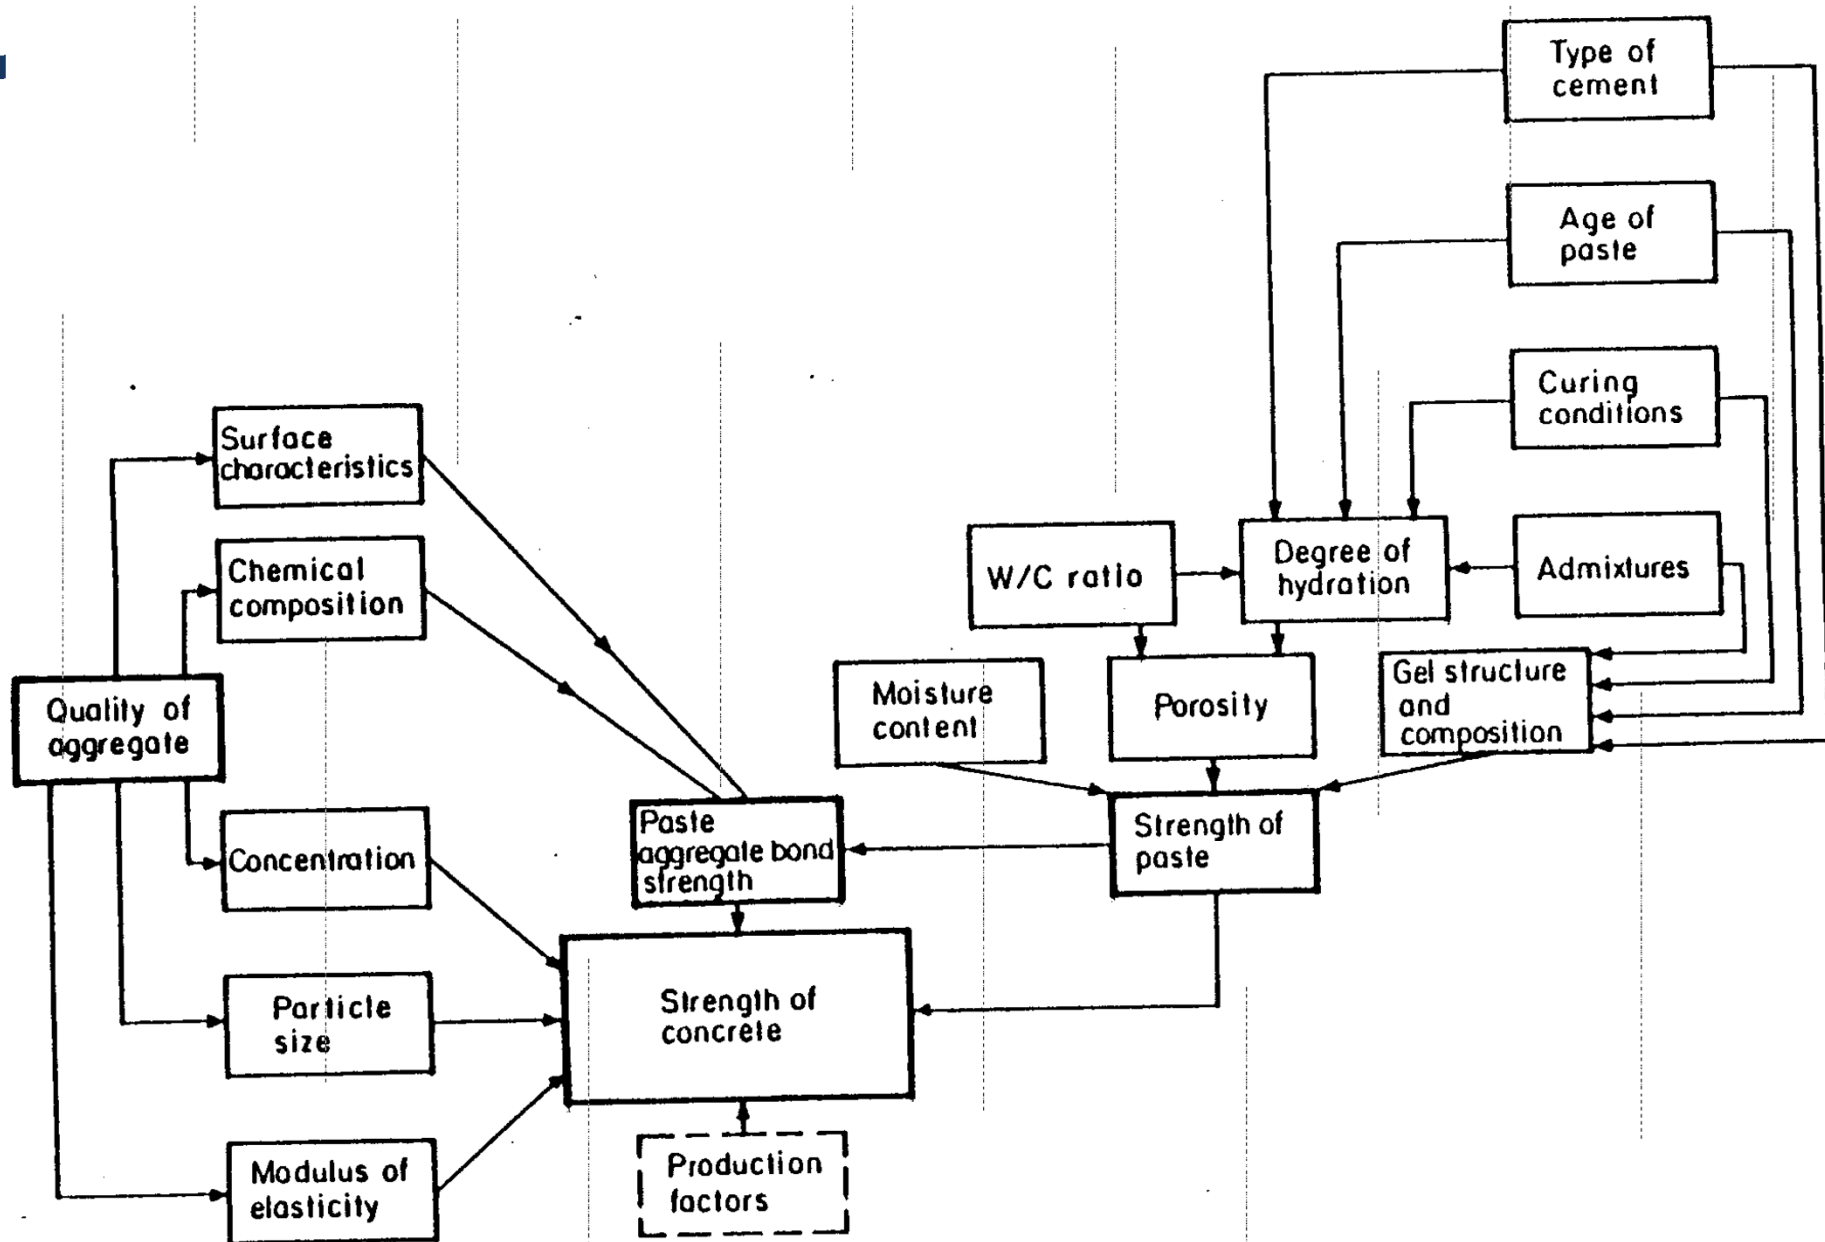 Type of
cement
Age of
paste
Curing
conditions
Surface
characteristics
Chemical
composition
W/C ratio
Degree of
hydration
Admixtures
Quality of
aggregate
Moisture
content
Porosity
Gel structure
and
composition
Concentration
Paste
aggregate bond
strength
Strength of
paste
Particle
size
Strength of
concrete
Modulus of
elasticity
Production
factors